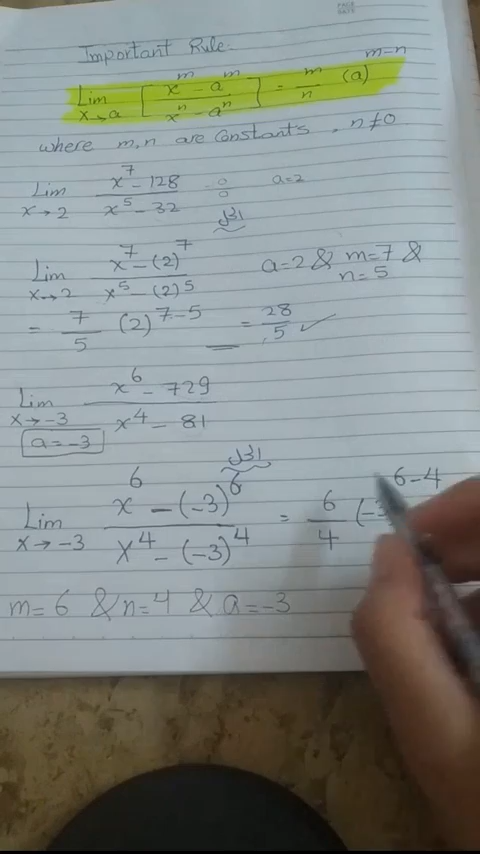 Important Rule.
Lim x→a [x^m - a^m / x^n - a^n] = m/n (a)^m-n
where m,n are constants, n≠0
Lim x→2 x^7 - 128 / x^5 - 32 0/0 a=2
الحل
Lim x→2 x^7 - (2)^7 / x^5 - (2)^5 a=2 & m=7 & n=5
= 7/5 (2)^7-5 = 28/5 ✓
Lim x→-3 x^6 - 729 / x^4 - 81
a=-3
الحل
Lim x→-3 x^6 - (-3)^6 / x^4 - (-3)^4 = 6/4 (-3 6-4
m=6 & n=4 & a=-3